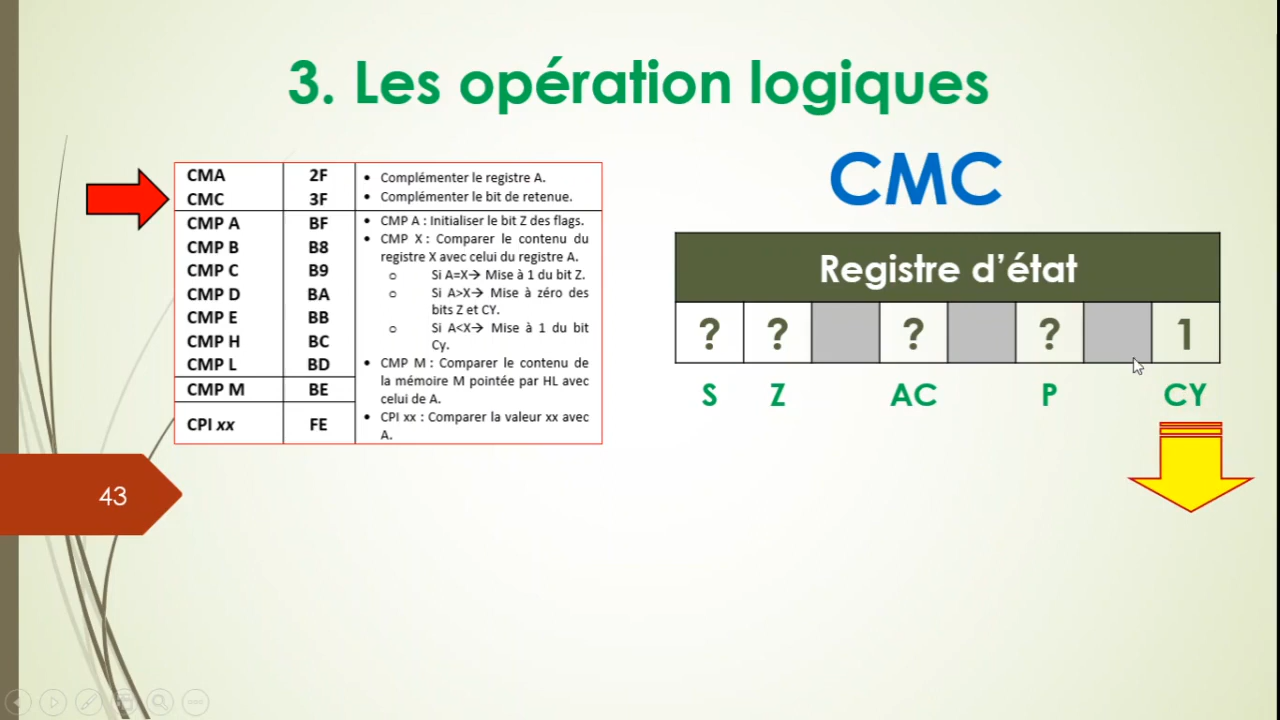 3. Les opération logiques
CMC
CMA 2F • Complémenter le registre A.
CMC 3F • Complémenter le bit de retenue.
CMP A BF • CMP A : Initialiser le bit Z des flags.
CMP B B8 • CMP X : Comparer le contenu du
registre X avec celui du registre A.
CMP C B9 o Si A=X→ Mise à 1 du bit Z.
CMP D BA o Si A>X→ Mise à zéro des
bits Z et CY.
CMP E BB o Si A<X→ Mise à 1 du bit
CMP H BC Cy.
CMP L BD • CMP M : Comparer le contenu de
CMP M BE la mémoire M pointée par HL avec
celui de A.
CPI xx FE • CPI xx : Comparer la valeur xx avec
A.
Registre d’état
? ? ? ? 1
S Z AC P CY
43